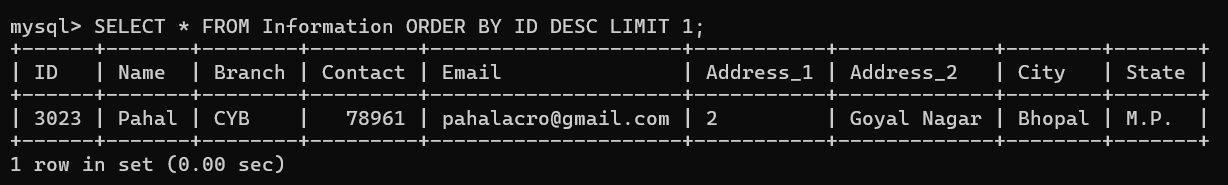 mysql> SELECT * FROM Information ORDER BY ID DESC LIMIT 1;
+------+-------+--------+---------+---------------------+-----------+-------------+--------+-------+
| ID   | Name  | Branch | Contact | Email               | Address_1 | Address_2   | City   | State |
+------+-------+--------+---------+---------------------+-----------+-------------+--------+-------+
| 3023 | Pahal | CYB    |   78961 | pahalacro@gmail.com | 2         | Goyal Nagar | Bhopal | M.P.  |
+------+-------+--------+---------+---------------------+-----------+-------------+--------+-------+
1 row in set (0.00 sec)